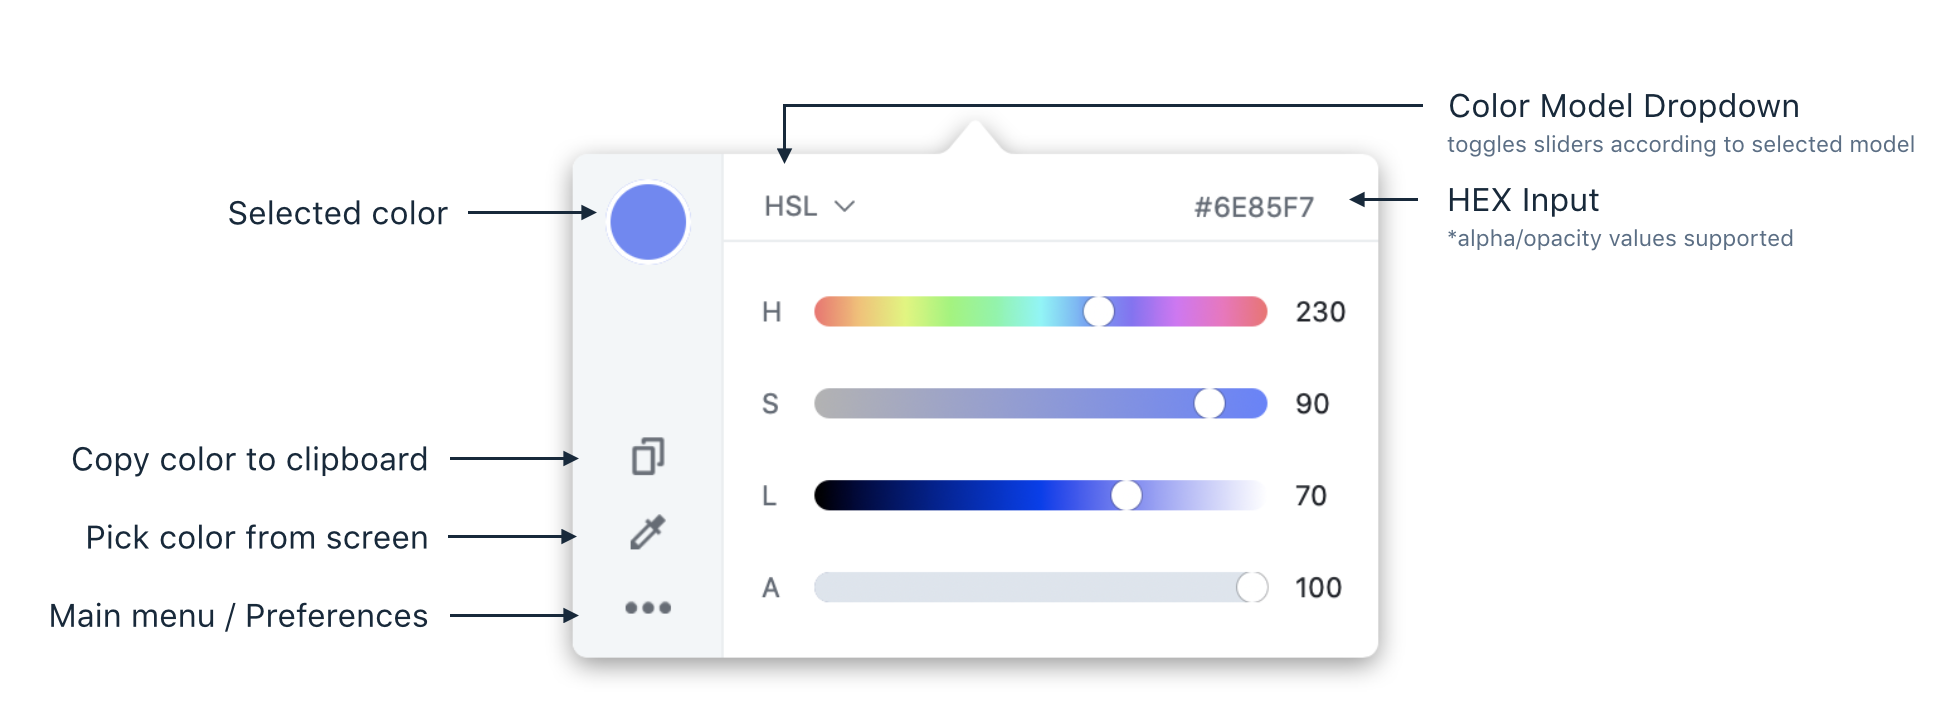 Color Model Dropdown
toggles sliders according to selected model
HSL
#6E85F7
HEX Input
*alpha/opacity values supported
Selected color
H
230
S
90
Copy color to clipboard
L
70
Pick color from screen
A
100
Main menu / Preferences